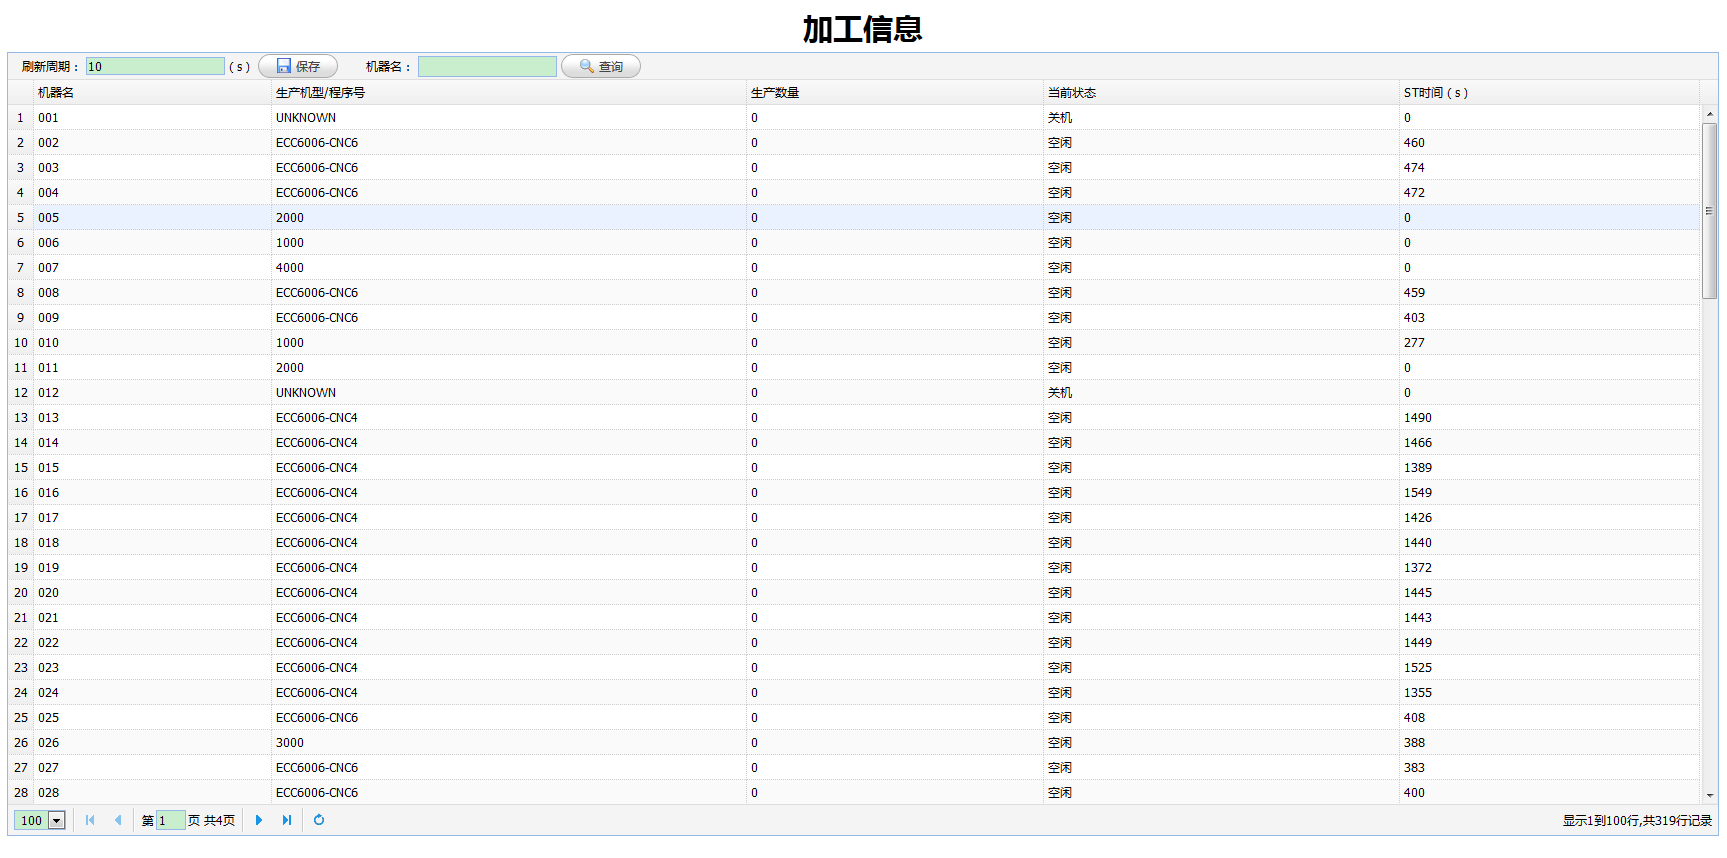 加工信息
刷新周期： 10 ( s ) 保存 机器名： 查询
机器名 生产机型/程序号 生产数量 当前状态 ST时间 ( s )
1 001 UNKNOWN 0 关机 0
2 002 ECC6006-CNC6 0 空闲 460
3 003 ECC6006-CNC6 0 空闲 474
4 004 ECC6006-CNC6 0 空闲 472
5 005 2000 0 空闲 0
6 006 1000 0 空闲 0
7 007 4000 0 空闲 0
8 008 ECC6006-CNC6 0 空闲 459
9 009 ECC6006-CNC6 0 空闲 403
10 010 1000 0 空闲 277
11 011 2000 0 空闲 0
12 012 UNKNOWN 0 关机 0
13 013 ECC6006-CNC4 0 空闲 1490
14 014 ECC6006-CNC4 0 空闲 1466
15 015 ECC6006-CNC4 0 空闲 1389
16 016 ECC6006-CNC4 0 空闲 1549
17 017 ECC6006-CNC4 0 空闲 1426
18 018 ECC6006-CNC4 0 空闲 1440
19 019 ECC6006-CNC4 0 空闲 1372
20 020 ECC6006-CNC4 0 空闲 1445
21 021 ECC6006-CNC4 0 空闲 1443
22 022 ECC6006-CNC4 0 空闲 1449
23 023 ECC6006-CNC4 0 空闲 1525
24 024 ECC6006-CNC4 0 空闲 1355
25 025 ECC6006-CNC6 0 空闲 408
26 026 3000 0 空闲 388
27 027 ECC6006-CNC6 0 空闲 383
28 028 ECC6006-CNC6 0 空闲 400
100 第 1 页 共4页 显示1到100行,共319行记录